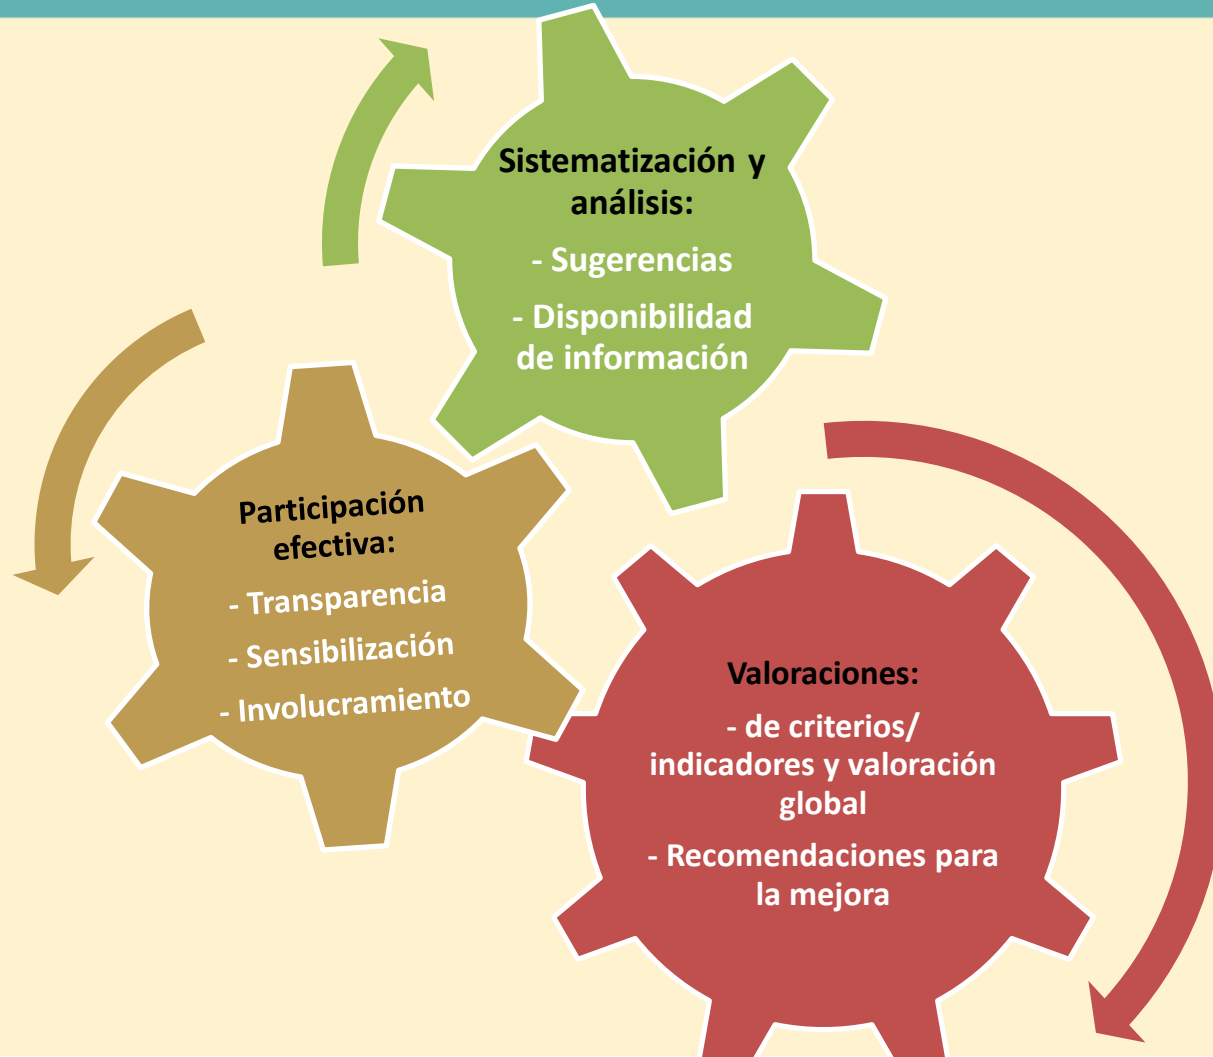 Sistematización y
análisis:
- Sugerencias
- Disponibilidad
de información
Participación
efectiva:
- Transparencia
- Sensibilización
- Involucramiento
Valoraciones:
- de criterios/
indicadores y valoración
global
- Recomendaciones para
la mejora